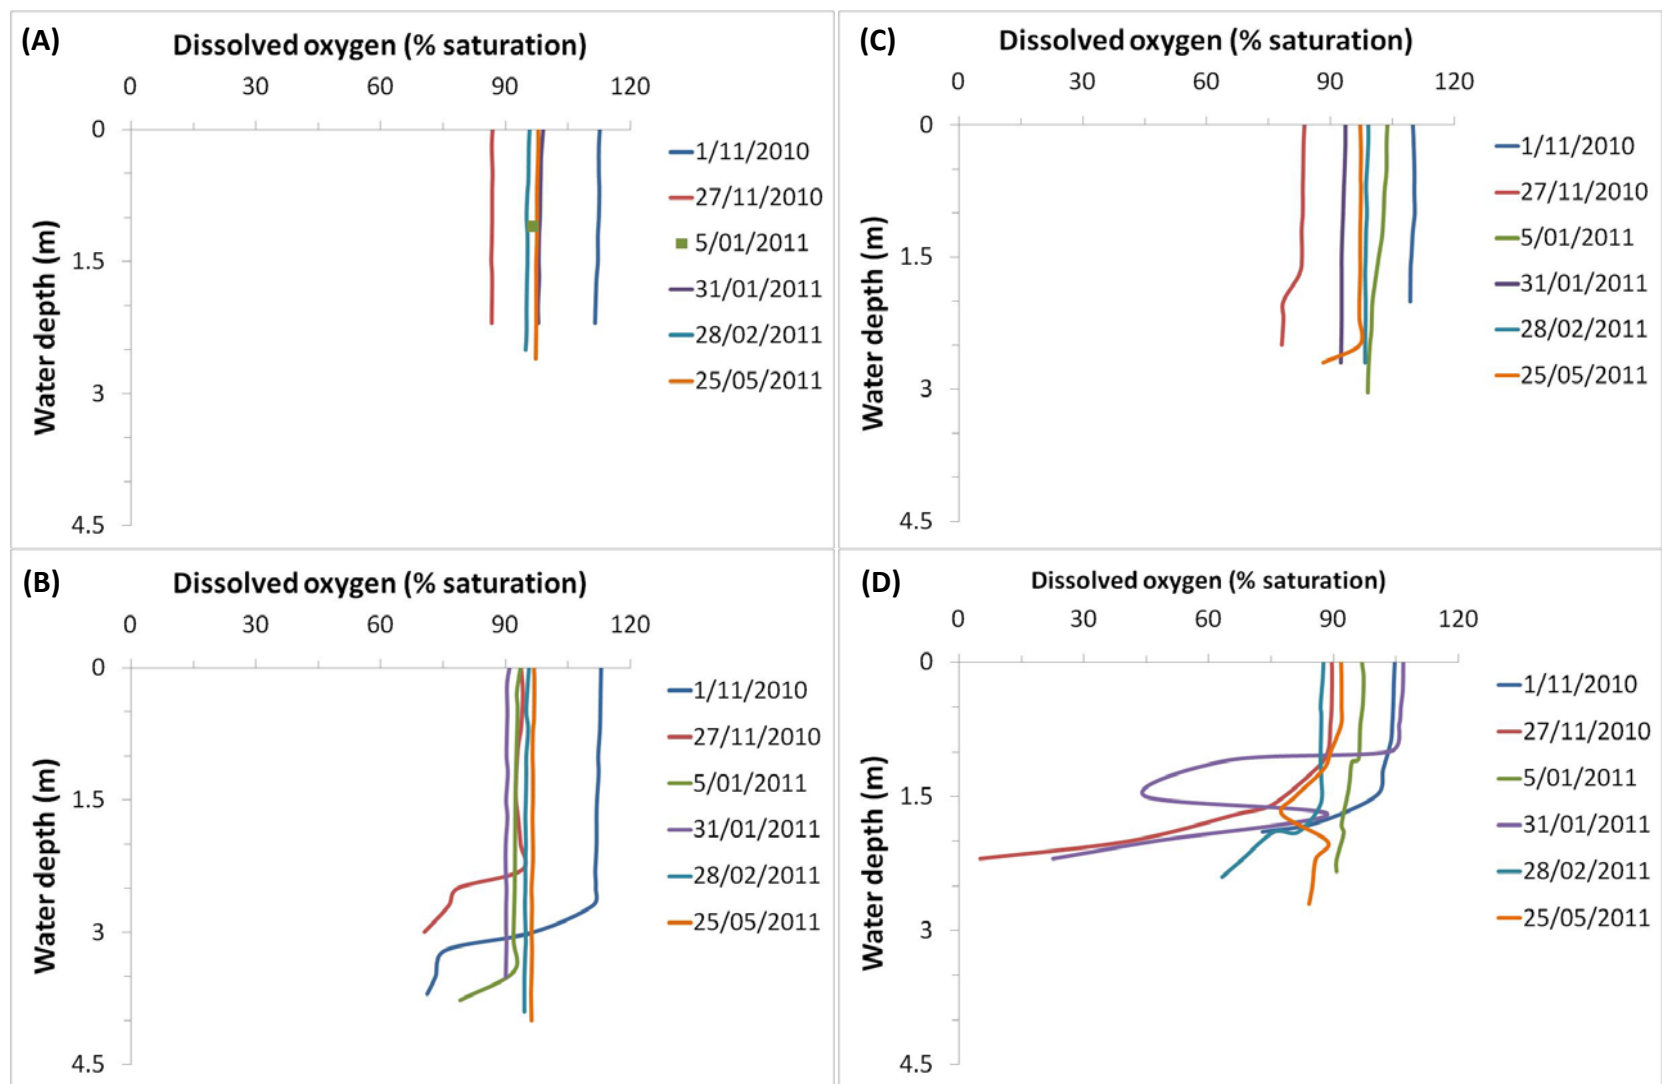 (A)
Dissolved oxygen (% saturation)
0 30 60 90 120
0
1.5
3
4.5
Water depth (m)
1/11/2010
27/11/2010
5/01/2011
31/01/2011
28/02/2011
25/05/2011
(C)
Dissolved oxygen (% saturation)
0 30 60 90 120
0
1.5
3
4.5
Water depth (m)
1/11/2010
27/11/2010
5/01/2011
31/01/2011
28/02/2011
25/05/2011
(B)
Dissolved oxygen (% saturation)
0 30 60 90 120
0
1.5
3
4.5
Water depth (m)
1/11/2010
27/11/2010
5/01/2011
31/01/2011
28/02/2011
25/05/2011
(D)
Dissolved oxygen (% saturation)
0 30 60 90 120
0
1.5
3
4.5
Water depth (m)
1/11/2010
27/11/2010
5/01/2011
31/01/2011
28/02/2011
25/05/2011